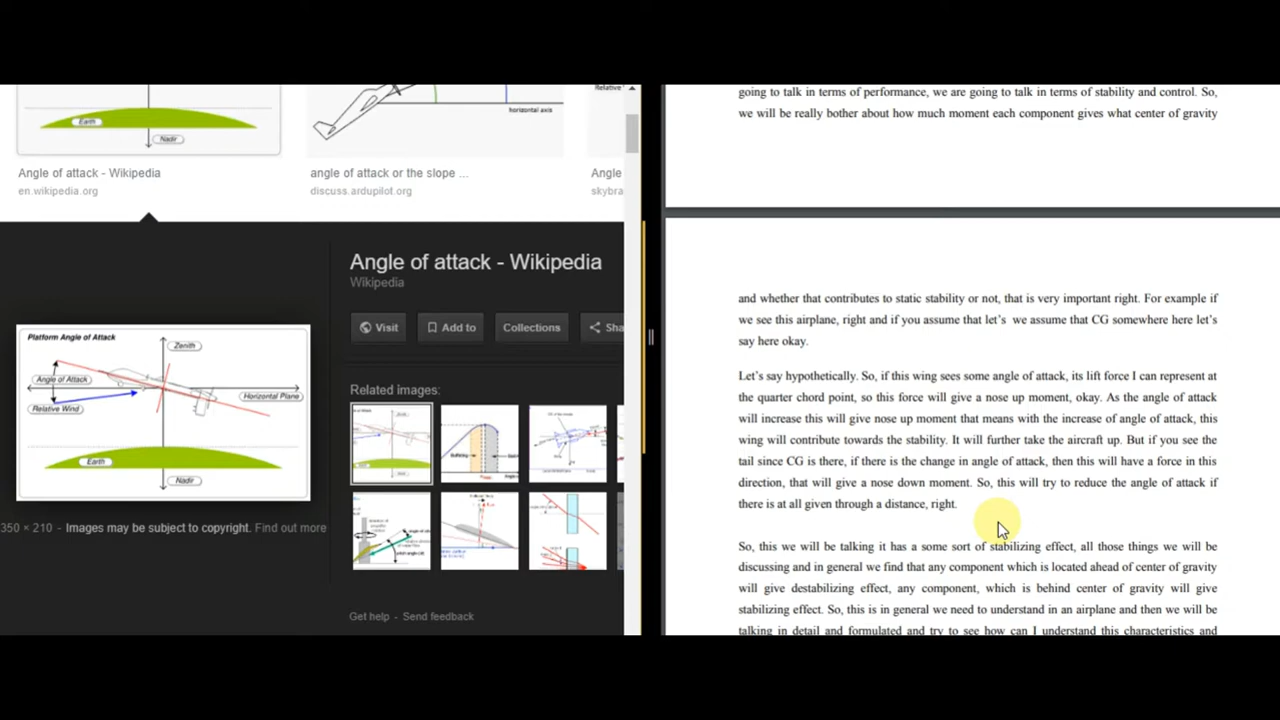 Earth
Nadir
horizontal axis
Relative
Angle of attack - Wikipedia
en.wikipedia.org
angle of attack or the slope ...
discuss.ardupilot.org
Angle
skybra
Platform Angle of Attack
Zenith
Angle of Attack
Horizontal Plane
Relative Wind
Earth
Nadir
350 × 210 - Images may be subject to copyright. Find out more
Angle of attack - Wikipedia
Wikipedia
Visit
Add to
Collections
Sha
Related images:
Get help - Send feedback
going to talk in terms of performance, we are going to talk in terms of stability and control. So,
we will be really bother about how much moment each component gives what center of gravity
and whether that contributes to static stability or not, that is very important right. For example if
we see this airplane, right and if you assume that let's we assume that CG somewhere here let's
say here okay.
Let's say hypothetically. So, if this wing sees some angle of attack, its lift force I can represent at
the quarter chord point, so this force will give a nose up moment, okay. As the angle of attack
will increase this will give nose up moment that means with the increase of angle of attack, this
wing will contribute towards the stability. It will further take the aircraft up. But if you see the
tail since CG is there, if there is the change in angle of attack, then this will have a force in this
direction, that will give a nose down moment. So, this will try to reduce the angle of attack if
there is at all given through a distance, right.
So, this we will be talking it has a some sort of stabilizing effect, all those things we will be
discussing and in general we find that any component which is located ahead of center of gravity
will give destabilizing effect, any component, which is behind center of gravity will give
stabilizing effect. So, this is in general we need to understand in an airplane and then we will be
talking in detail and formulated and try to see how can I understand this characteristics and